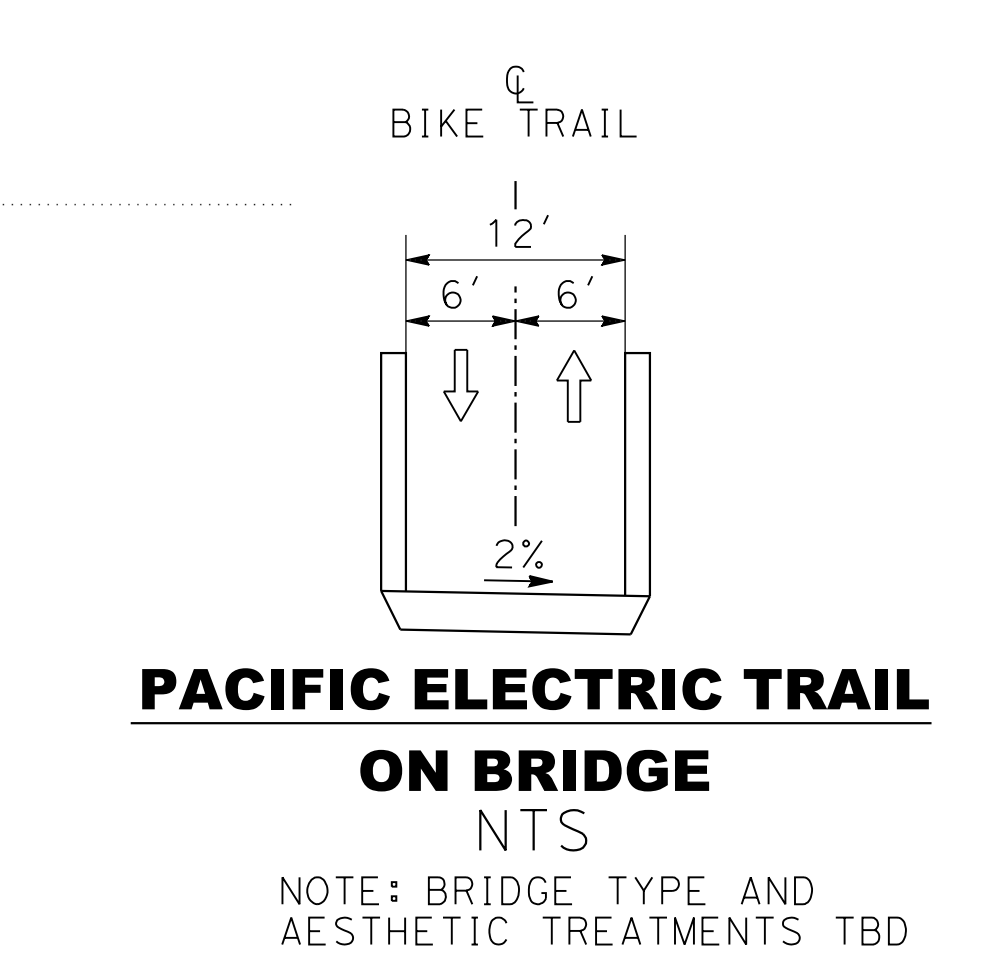 ℄
BIKE TRAIL
12′
6′ 6′
2%
PACIFIC ELECTRIC TRAIL
ON BRIDGE
NTS
NOTE: BRIDGE TYPE AND
AESTHETIC TREATMENTS TBD